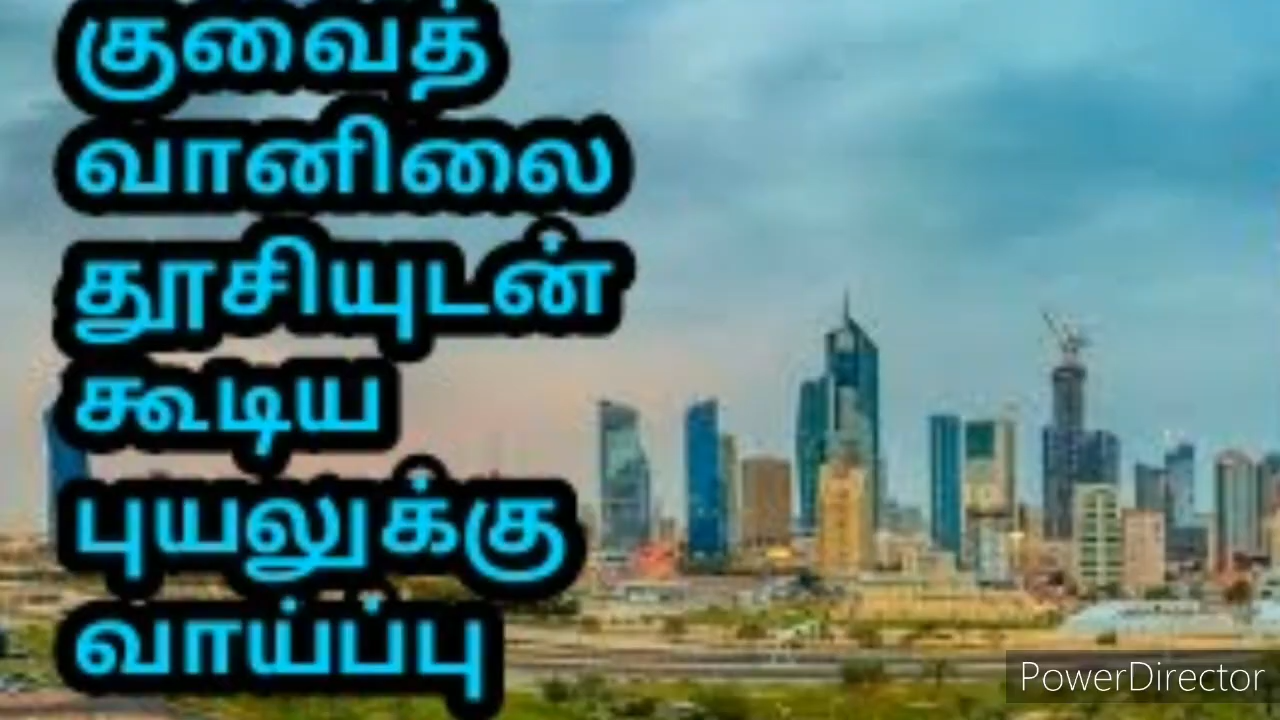 குவைத்
வானிலை
தூசியுடன்
கூடிய
புயலுக்கு
வாய்ப்பு
PowerDirector